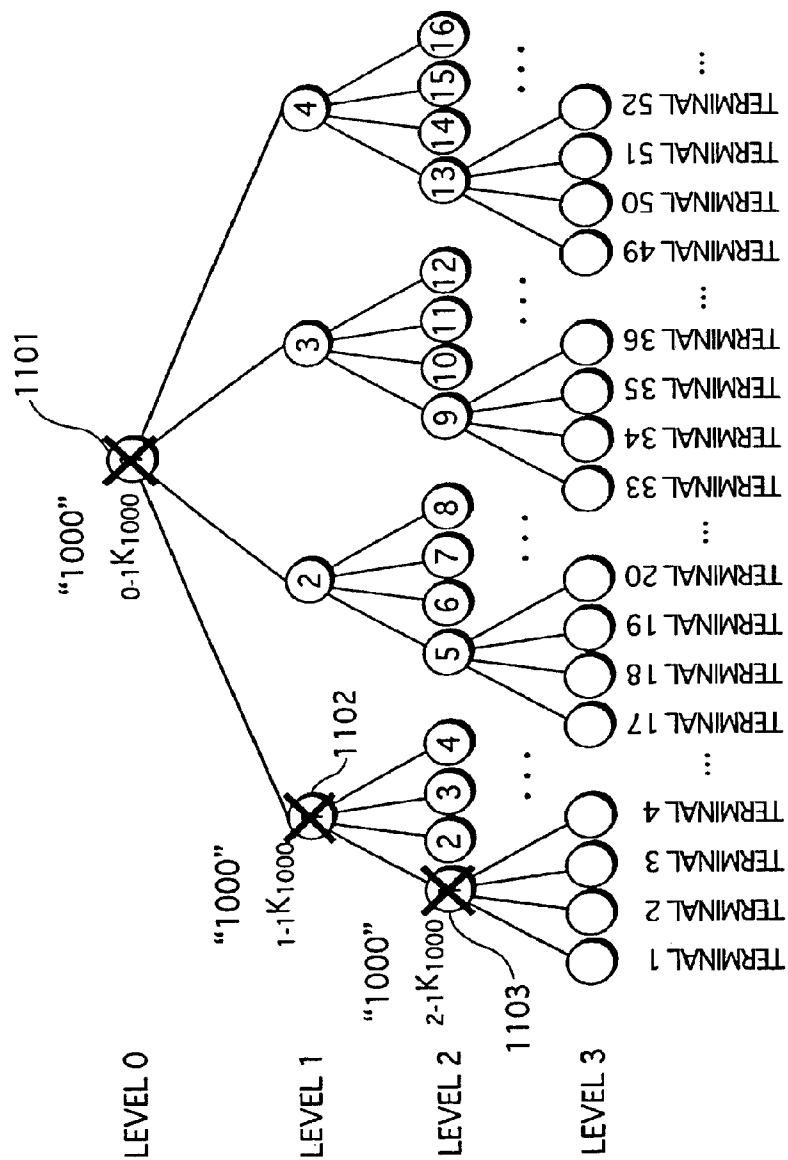 1101
"1000"
0-1K1000
LEVEL 0
1102
"1000"
1-1K1000
2
3
4
LEVEL 1
"1000"
2-1K1000
2
3
4
5
6
7
8
9
10
11
12
13
14
15
16
LEVEL 2
1103
...
...
...
...
LEVEL 3
TERMINAL 1
TERMINAL 2
TERMINAL 3
TERMINAL 4
...
TERMINAL 17
TERMINAL 18
TERMINAL 19
TERMINAL 20
...
TERMINAL 33
TERMINAL 34
TERMINAL 35
TERMINAL 36
...
TERMINAL 49
TERMINAL 50
TERMINAL 51
TERMINAL 52
...